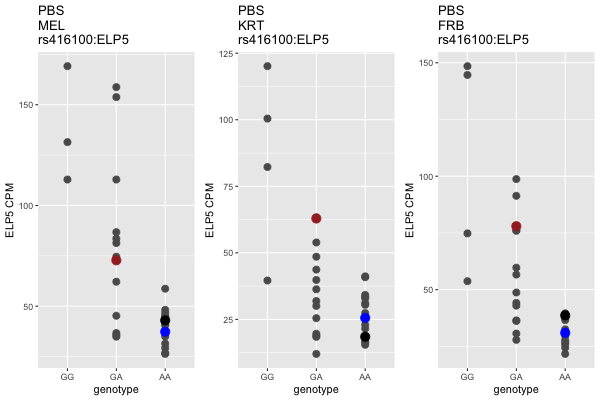 PBS
MEL
rs416100:ELP5
ELP5 CPM
150
100
50
GG
GA
AA
genotype
PBS
KRT
rs416100:ELP5
ELP5 CPM
125
100
75
50
25
GG
GA
AA
genotype
PBS
FRB
rs416100:ELP5
ELP5 CPM
150
100
50
GG
GA
AA
genotype